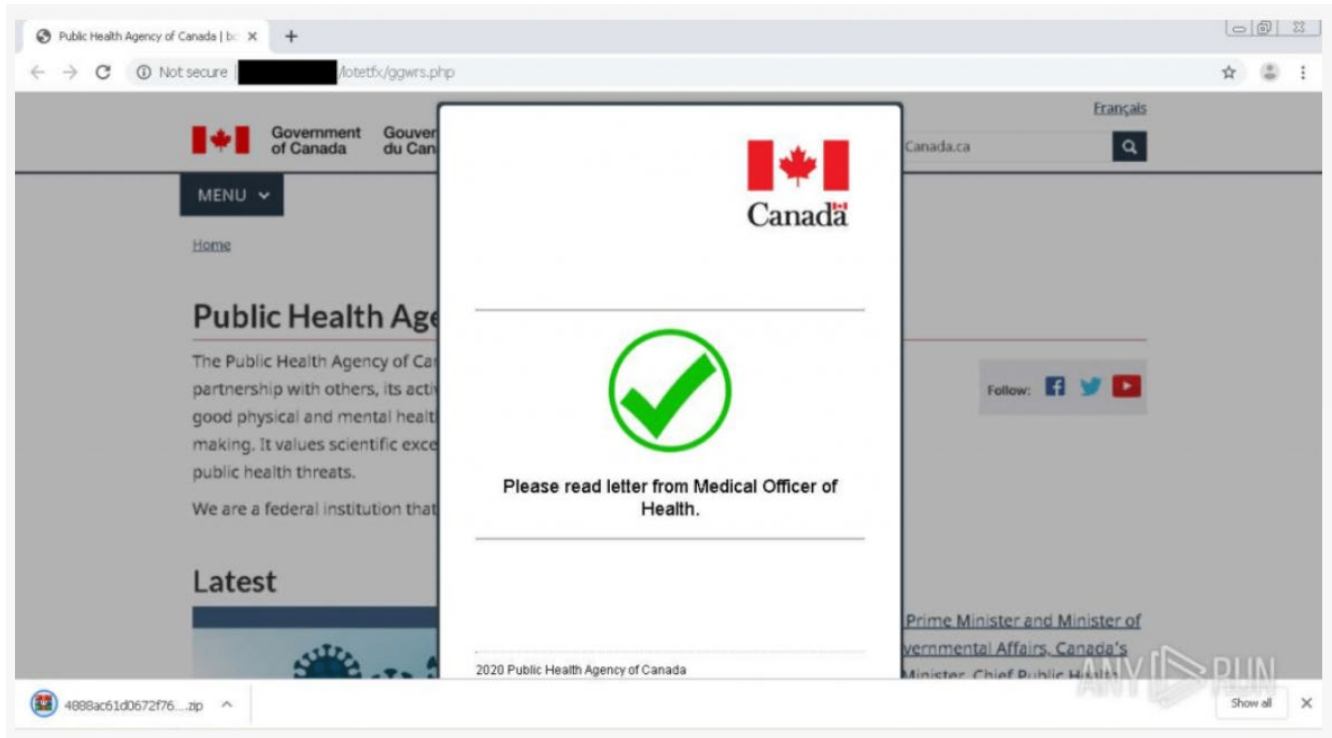 Public Health Agency of Canada | bc
Not secure | /lotetfx/ggwrs.php
Français
Government of Canada
Gouver du Can
Canada.ca
MENU
Home
Canada
Public Health Age
The Public Health Agency of Ca
partnership with others, its activ
good physical and mental healt
making. It values scientific exce
public health threats.
We are a federal institution that
Follow:
Please read letter from Medical Officer of
Health.
Latest
Prime Minister and Minister of
vernmental Affairs, Canada's
Minister, Chief Public Health
2020 Public Health Agency of Canada
ANY RUN
4888ac61d0672f76....zip
Show all